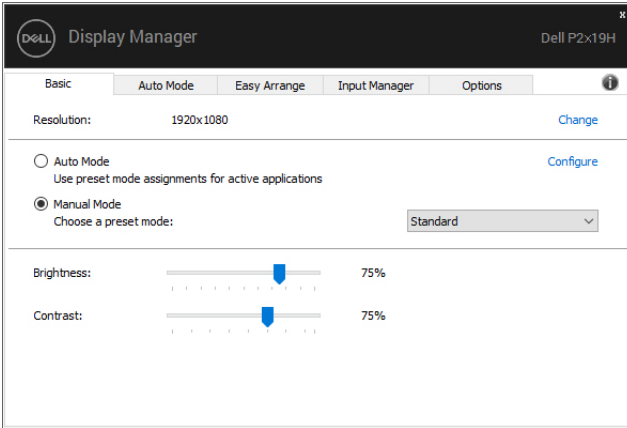 x
DELL Display Manager Dell P2x19H
Basic Auto Mode Easy Arrange Input Manager Options i
Resolution: 1920x1080 Change
Auto Mode Configure
Use preset mode assignments for active applications
Manual Mode
Choose a preset mode: Standard
Brightness: 75%
Contrast: 75%